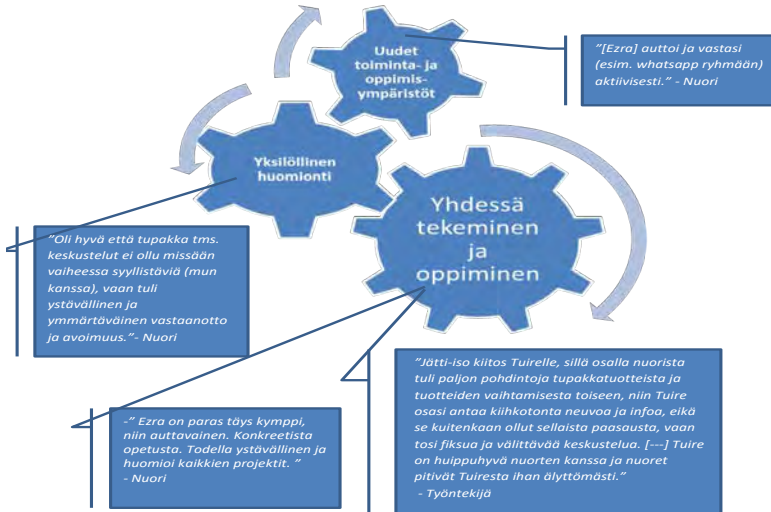 Uudet
toiminta- ja
oppimis-
ympäristöt
"[Ezra] auttoi ja vastasi
(esim. whatsapp ryhmään)
aktiivisesti." - Nuori
Yksilöllinen
huomionti
Yhdessä
tekeminen
ja
oppiminen
"Oli hyvä että tupakka tms.
keskustelut ei ollu missään
vaiheessa syyllistäviä (mun
kanssa), vaan tuli
ystävällinen ja
ymmärtäväinen vastaanotto
ja avoimuus."- Nuori
-" Ezra on paras täys kymppi,
niin auttavainen. Konkreetista
opetusta. Todella ystävällinen ja
huomioi kaikkien projektit. "
- Nuori
"Jätti-iso kiitos Tuirelle, sillä osalla nuorista
tuli paljon pohdintoja tupakkatuotteista ja
tuotteiden vaihtamisesta toiseen, niin Tuire
osasi antaa kiihkotonta neuvoa ja infoa, eikä
se kuitenkaan ollut sellaista paasausta, vaan
tosi fiksua ja välittävää keskustelua. [---] Tuire
on huippuhyvä nuorten kanssa ja nuoret
pitivät Tuiresta ihan älyttömästi."
- Työntekijä